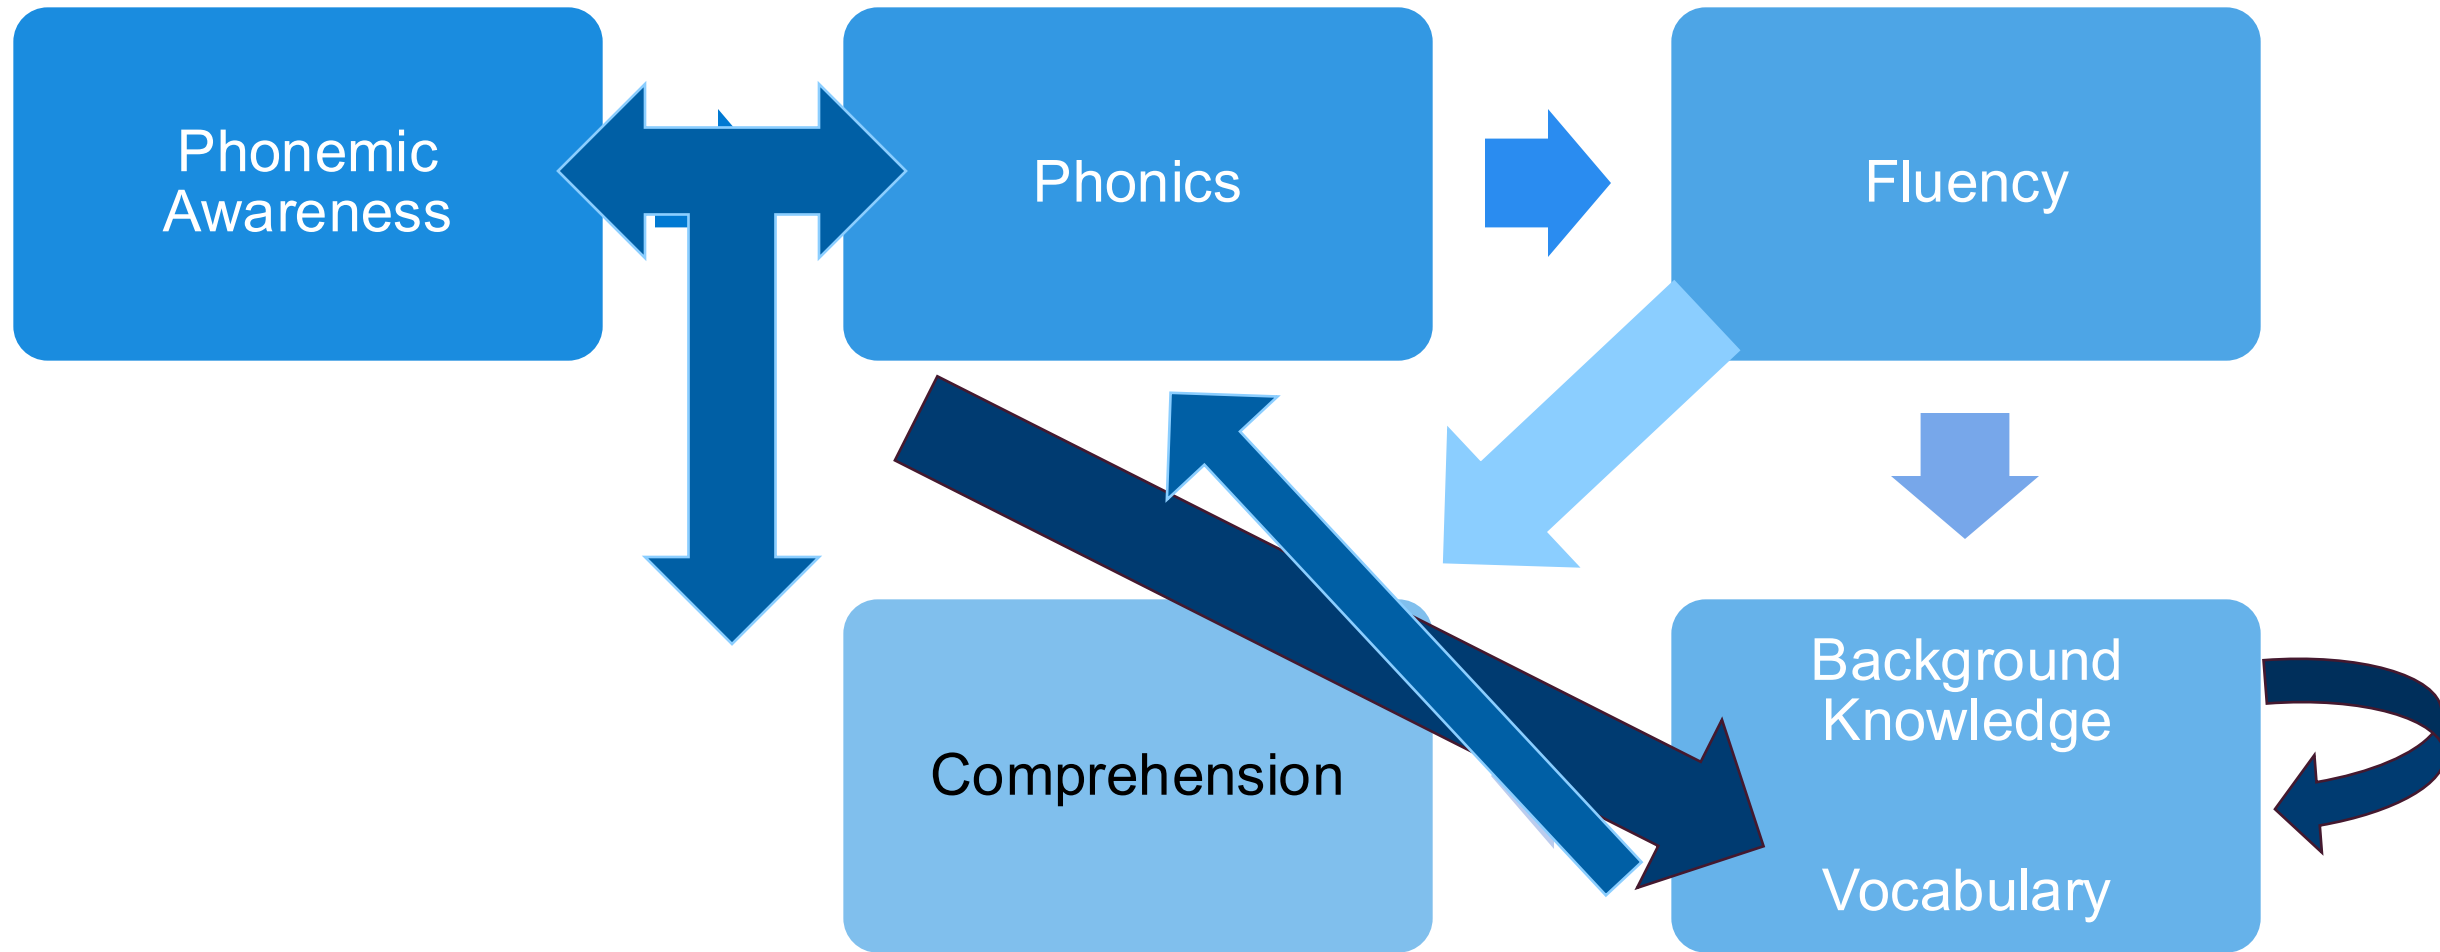 Phonemic
Awareness
Phonics
Fluency
Comprehension
Background
Knowledge
Vocabulary